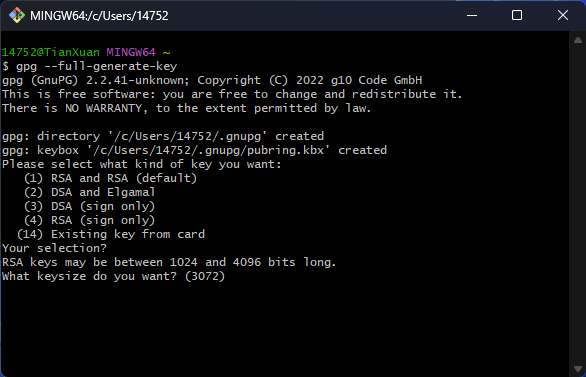 MINGW64:/c/Users/14752
14752@TianXuan MINGW64 ~
$ gpg --full-generate-key
gpg (GnuPG) 2.2.41-unknown; Copyright (C) 2022 g10 Code GmbH
This is free software: you are free to change and redistribute it.
There is NO WARRANTY, to the extent permitted by law.
gpg: directory '/c/Users/14752/.gnupg' created
gpg: keybox '/c/Users/14752/.gnupg/pubring.kbx' created
Please select what kind of key you want:
(1) RSA and RSA (default)
(2) DSA and Elgamal
(3) DSA (sign only)
(4) RSA (sign only)
(14) Existing key from card
Your selection?
RSA keys may be between 1024 and 4096 bits long.
What keysize do you want? (3072)